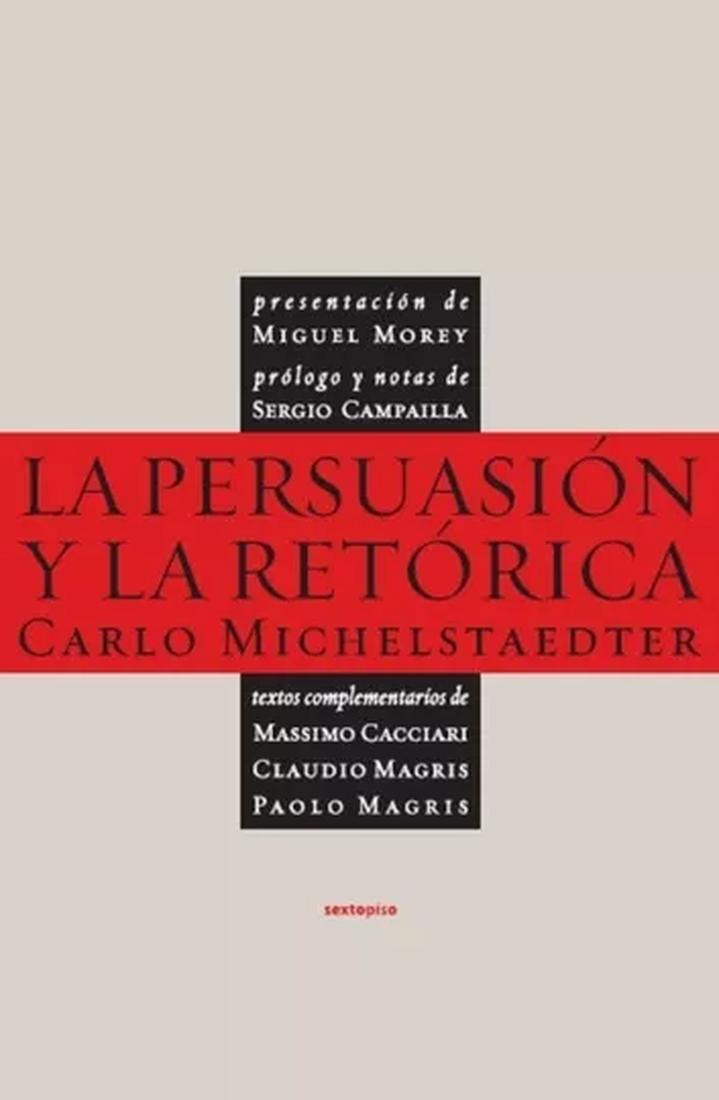 presentación de
MIGUEL MOREY
prólogo y notas de
SERGIO CAMPAILLA
LA PERSUASIÓN
Y LA RETÓRICA
CARLO MICHELSTAEDTER
textos complementarios de
MASSIMO CACCIARI
CLAUDIO MAGRIS
PAOLO MAGRIS
sextopiso